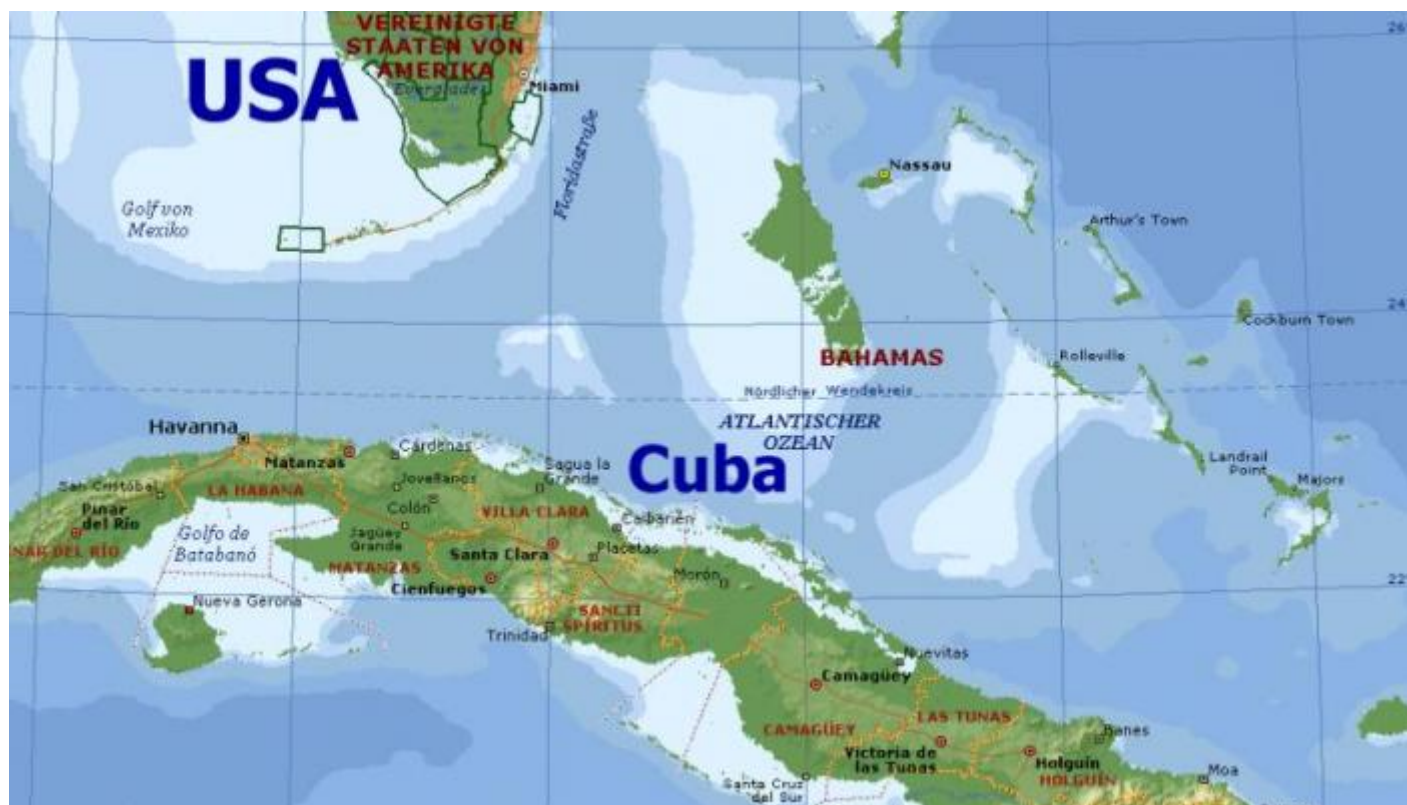 VEREINIGTE
STAATEN VON
AMERIKA
26
USA
Everglades
Miami
Floridastraße
Nassau
Golf von
Mexiko
Arthur's Town
24
Cockburn Town
BAHAMAS
Rolleville
Nördlicher Wendekreis
ATLANTISCHER
OZEAN
Havanna
Matanzas
Cárdenas
Cuba
Landrail
Point
Majors
San Cristóbal
LA HABANA
Jovellanos
Sagua la
Grande
Colón
VILLA CLARA
Caibarién
Pinar
del Río
Golfo de
Batabanó
Jagüey
Grande
NAR DEL RÍO
MATANZAS
Santa Clara
Placetas
Cienfuegos
Morón
22°
Nueva Gerona
SANCTI
SPÍRITUS
Trinidad
Nuevitas
Camagüey
CAMAGÜEY
LAS TUNAS
Banes
Victoria de
las Tunas
Holguín
HOLGUÍN
Moa
Santa Cruz
del Sur